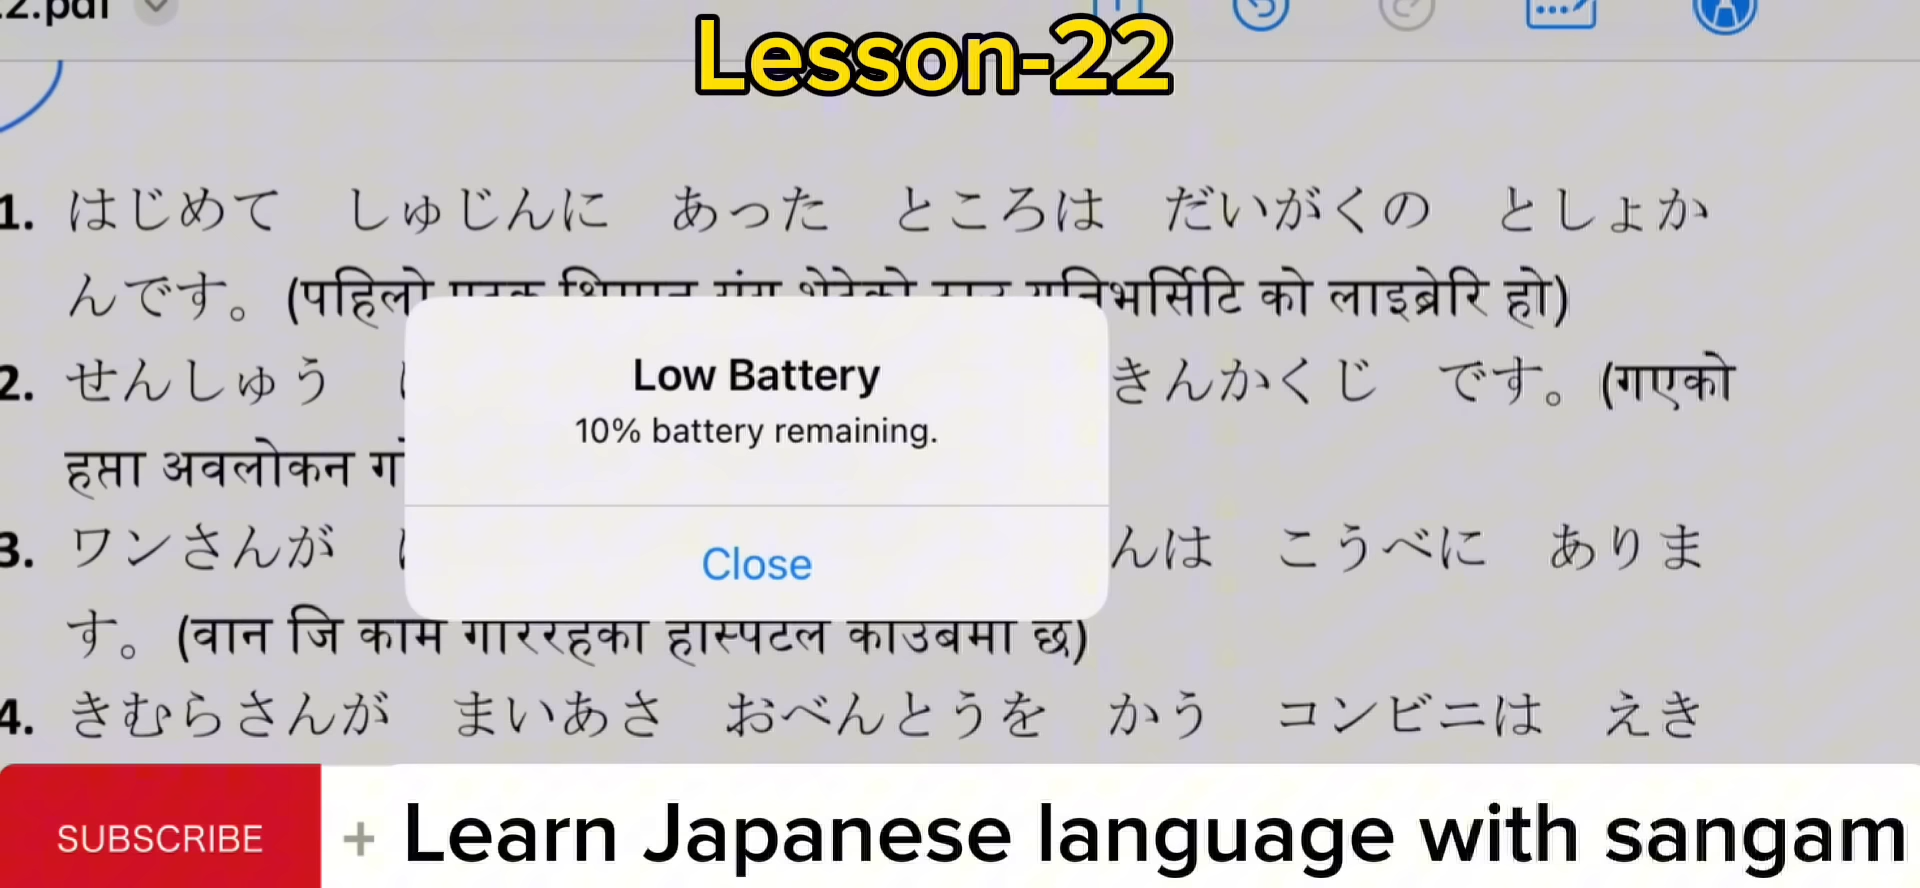 2.pdf
Lesson-22
1. はじめて しゅじんに あった ところは だいがくの としょか
んです。(पहिलो भर्सिटि को लाइब्रेरि हो)
2. せんしゅう きんかくじ です。(गएको
हप्ता अवलोकन
Low Battery
10% battery remaining.
Close
3. ワンさんが んは こうべに ありま
す。(वान जि काम छ)
4. きむらさんが まいあさ おべんとうを かう コンビニは えき
SUBSCRIBE + Learn Japanese language with sangam